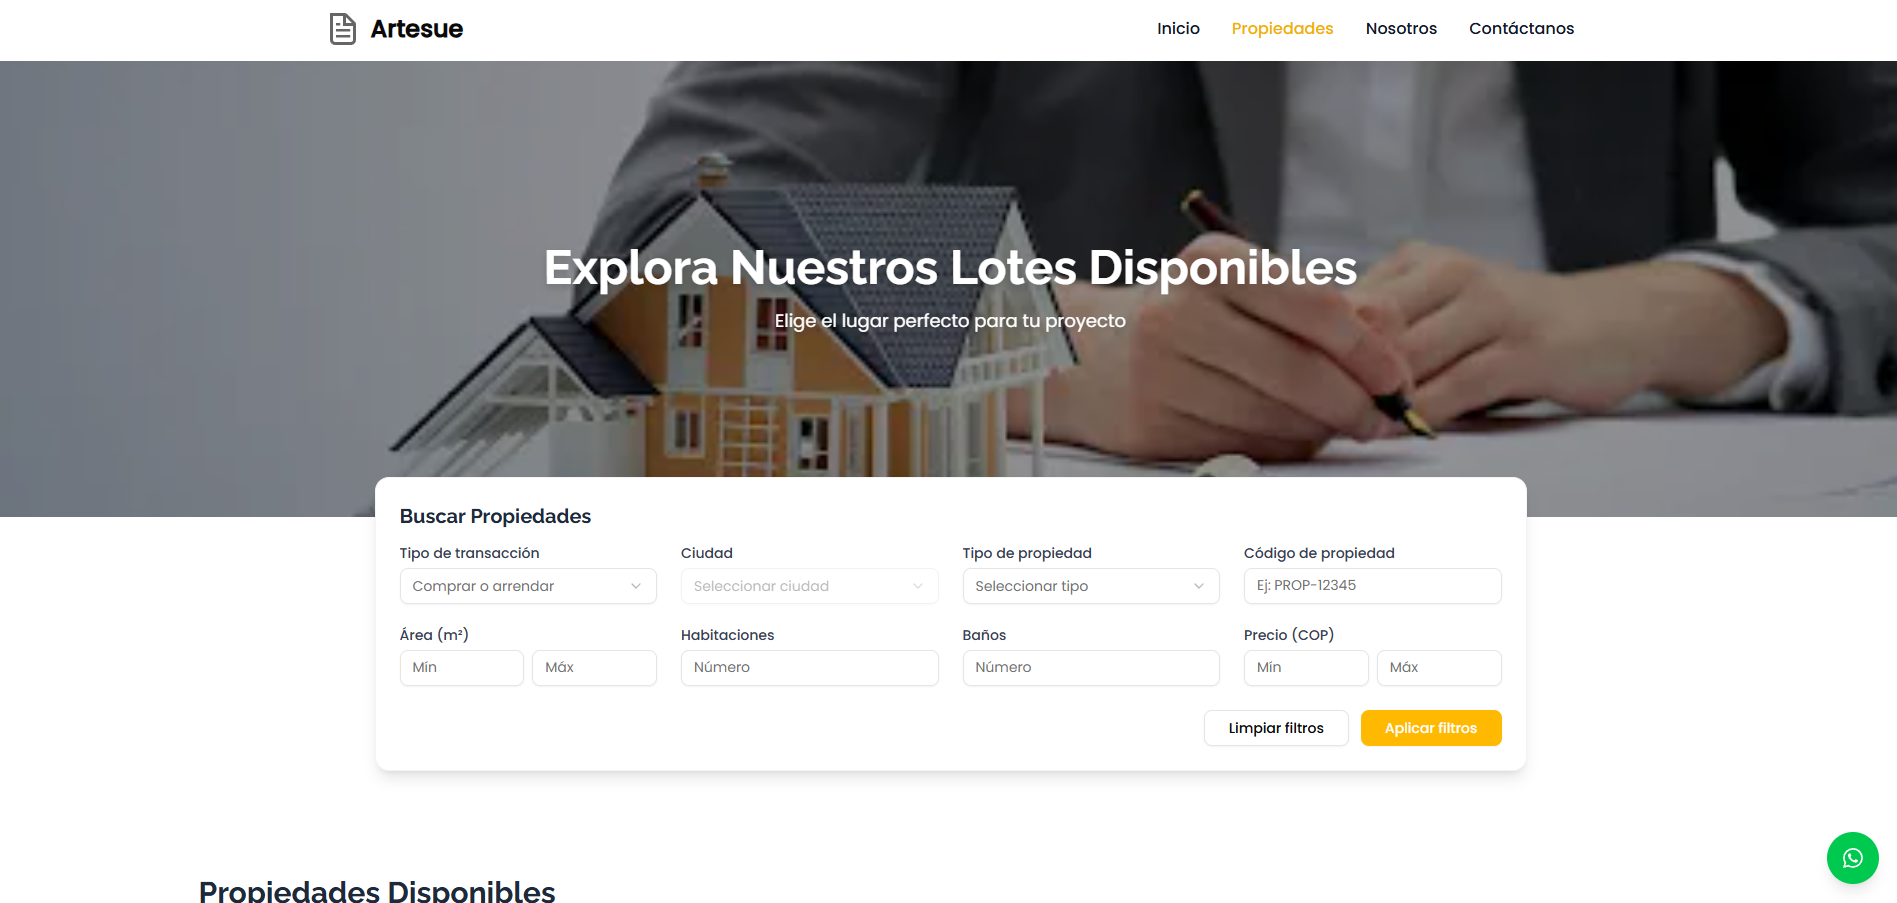 Artesue
Inicio Propiedades Nosotros Contáctanos
Explora Nuestros Lotes Disponibles
Elige el lugar perfecto para tu proyecto
Buscar Propiedades
Tipo de transacción Ciudad Tipo de propiedad Código de propiedad
Comprar o arrendar Seleccionar ciudad Seleccionar tipo Ej: PROP-12345
Área (m²) Habitaciones Baños Precio (COP)
Mín Máx Número Número Mín Máx
Limpiar filtros Aplicar filtros
Propiedades Disponibles